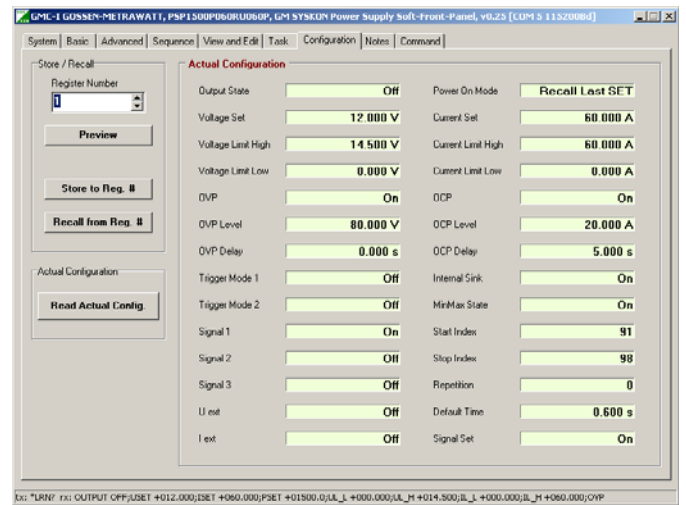 GMC-I GOSSEN-METRAWATT, PSP1500P060RU060P, GM SYSKON Power Supply Soft-Front-Panel, v0.25 [COM 5 115200Bd]
System Basic Advanced Sequence View and Edit Task Configuration Notes Command
Store / Recall
Register Number
1
Preview
Store to Reg. #
Recall from Reg. #
Actual Configuration
Read Actual Config.
Actual Configuration
Output State Off Power On Mode Recall Last SET
Voltage Set 12.000 V Current Set 60.000 A
Voltage Limit High 14.500 V Current Limit High 60.000 A
Voltage Limit Low 0.000 V Current Limit Low 0.000 A
OVP On OCP On
OVP Level 80.000 V OCP Level 20.000 A
OVP Delay 0.000 s OCP Delay 5.000 s
Trigger Mode 1 Off Internal Sink On
Trigger Mode 2 Off MinMax State On
Signal 1 On Start Index 91
Signal 2 Off Stop Index 98
Signal 3 Off Repetition 0
U ext Off Default Time 0.600 s
I ext Off Signal Set On
tx: *LRN? rx: OUTPUT OFF;USET +012.000;ISET +060.000;PSET +01500.0;UL_L +000.000;UL_H +014.500;IL_L +000.000;IL_H +060.000;OVP